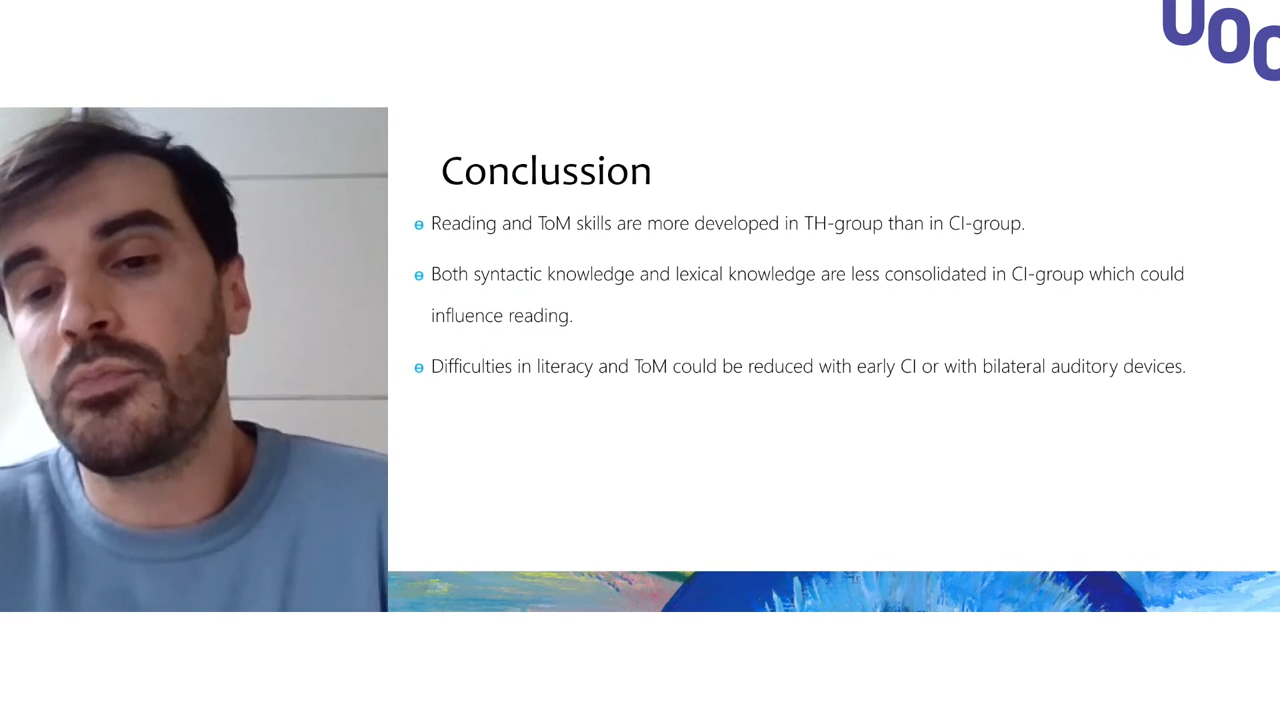 UOC
Conclussion
Reading and ToM skills are more developed in TH-group than in CI-group.
Both syntactic knowledge and lexical knowledge are less consolidated in CI-group which could
influence reading.
Difficulties in literacy and ToM could be reduced with early CI or with bilateral auditory devices.